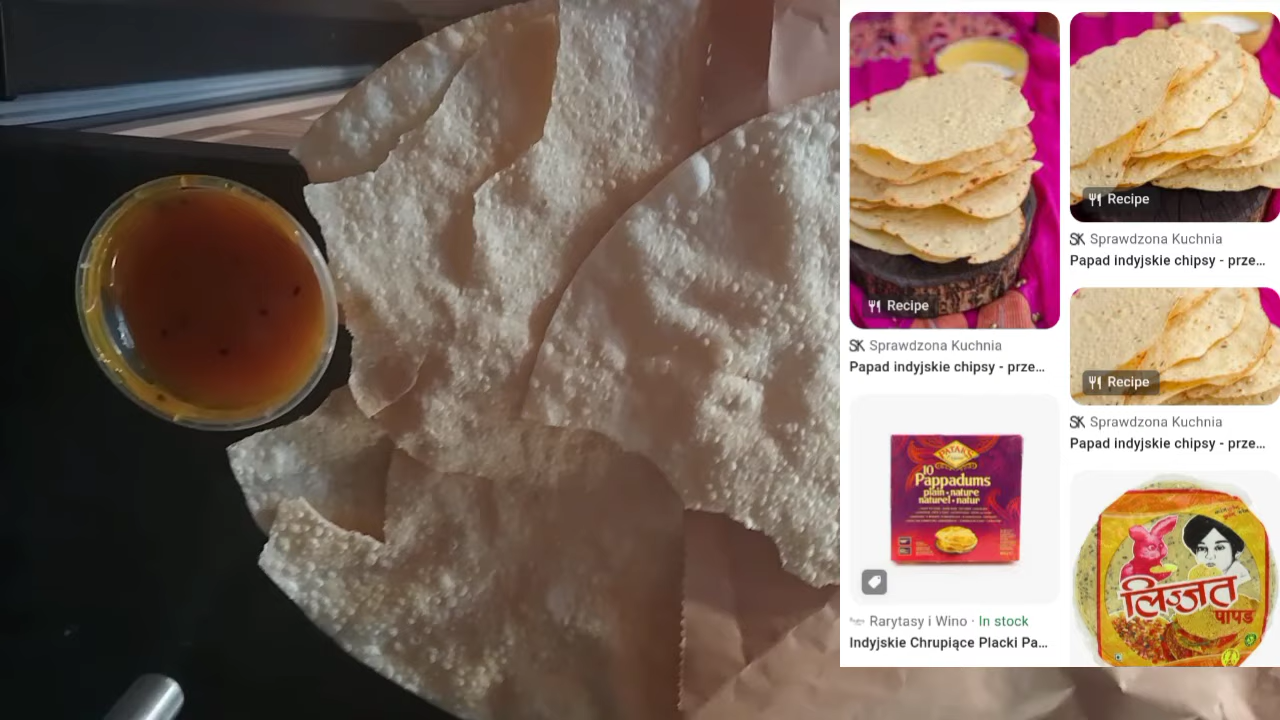 Recipe
SK Sprawdzona Kuchnia
Papad indyjskie chipsy - prze...
PATAK'S
10
Pappadums
plain • nature
naturel • natur
Rarytasy i Wino · In stock
Indyjskie Chrupiące Placki Pa...
Recipe
SK Sprawdzona Kuchnia
Papad indyjskie chipsy - prze...
Recipe
SK Sprawdzona Kuchnia
Papad indyjskie chipsy - prze...
लिज्जत
पापड